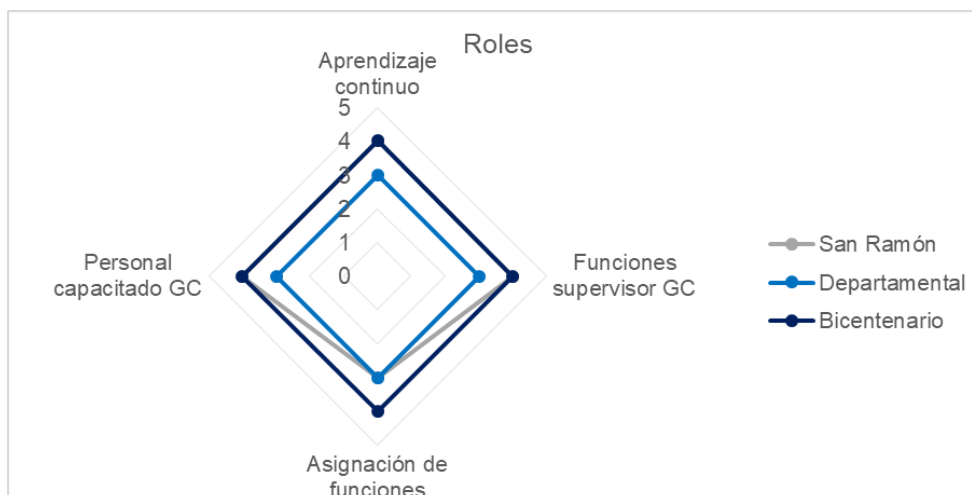 Roles
Aprendizaje
continuo
5
4
3
2
1
0
Personal
capacitado GC
Funciones
supervisor GC
Asignación de
funciones
San Ramón
Departamental
Bicentenario